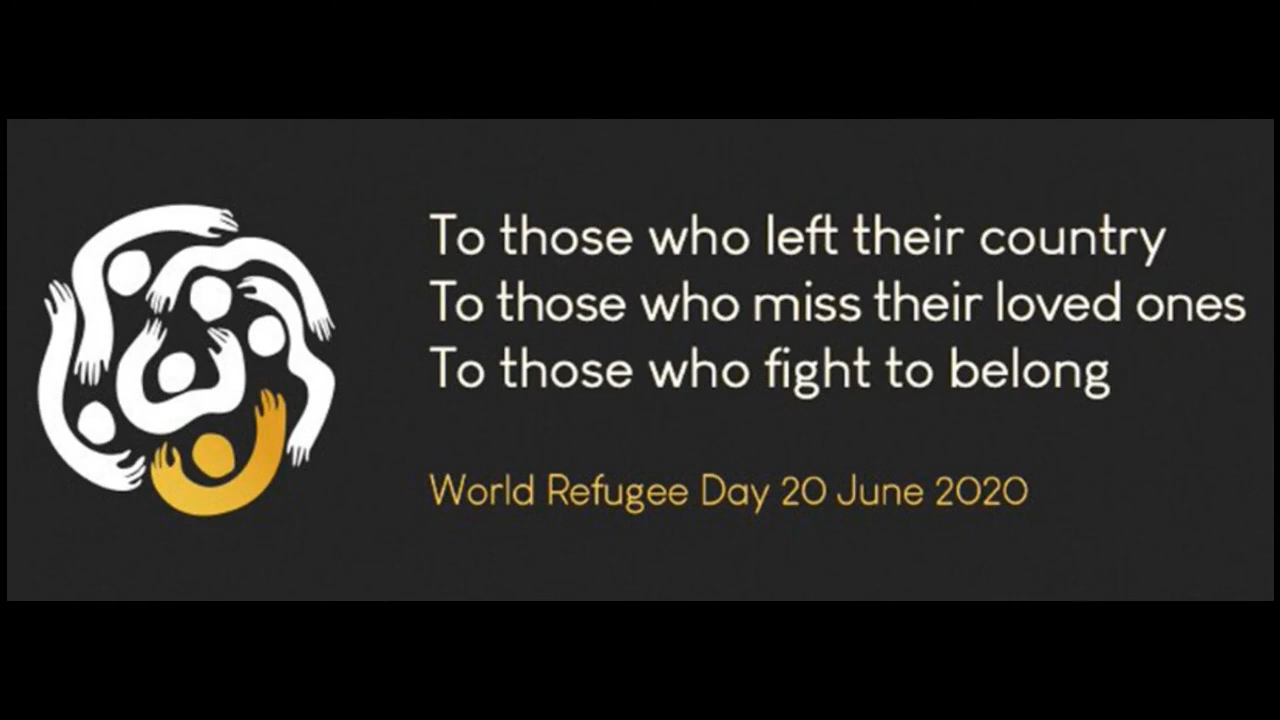 To those who left their country
To those who miss their loved ones
To those who fight to belong
World Refugee Day 20 June 2020